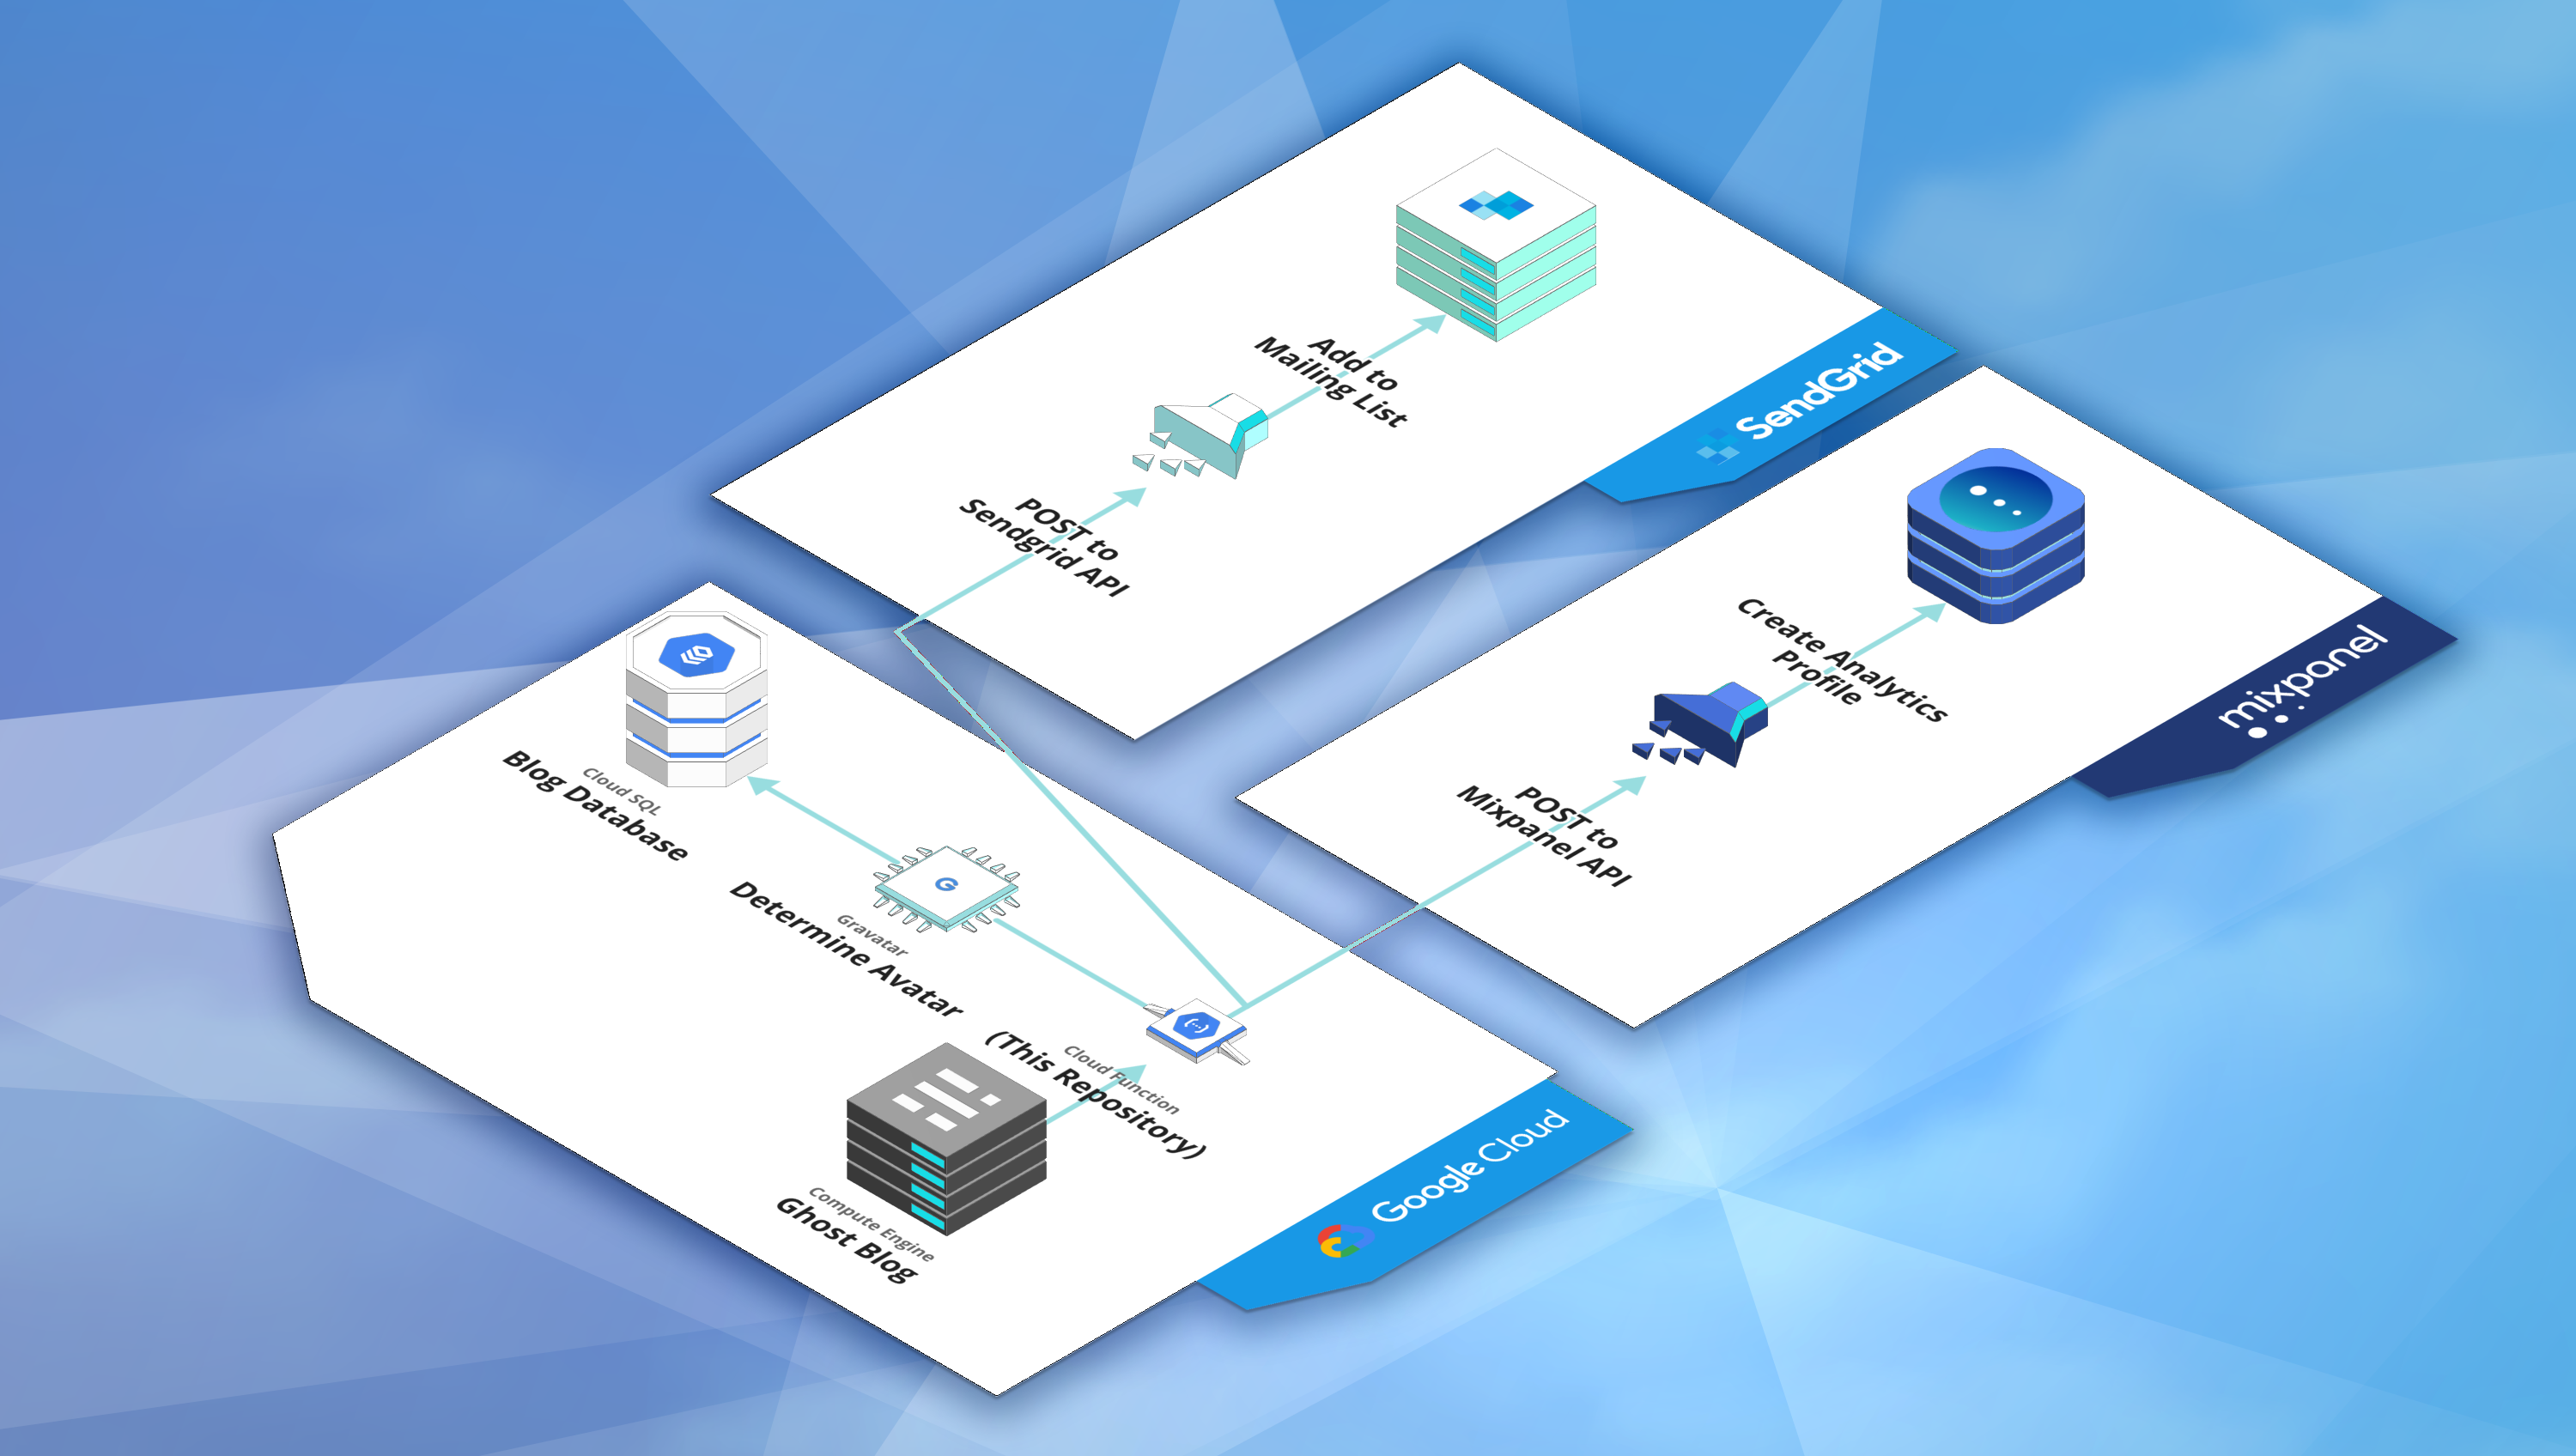 Add to
Mailing List
SendGrid
POST to
Sendgrid API
Create Analytics
Profile
mixpanel
POST to
Mixpanel API
Cloud SQL
Blog Database
G
Gravatar
Determine Avatar
Cloud Function
(This Repository)
Compute Engine
Ghost Blog
Google Cloud